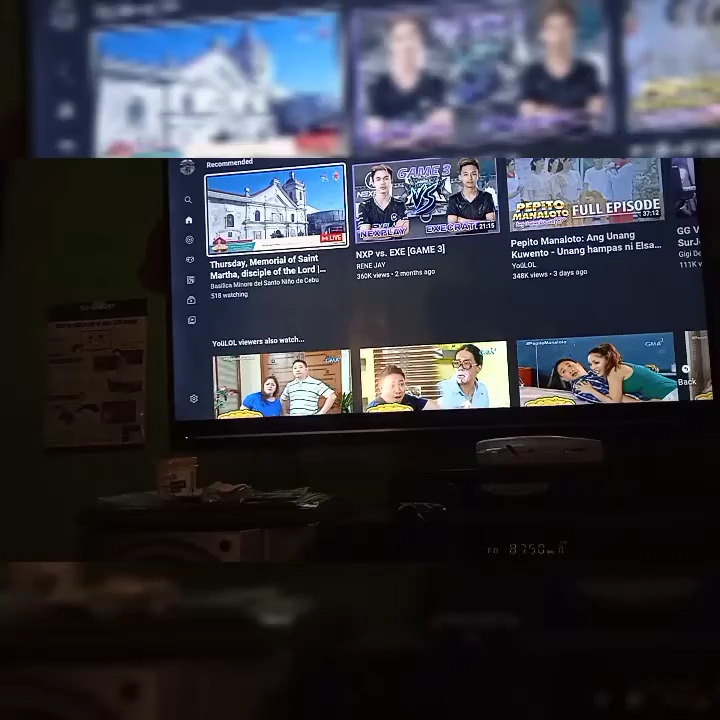 Recommended
GAME 3
VS
NEXPLAY
EXECRATE
21:15
LIVE
PEPITO
MANALOTO
FULL EPISODE
37:12
Thursday, Memorial of Saint
Martha, disciple of the Lord |...
Basilica Minore del Santo Niño de Cebu
518 watching
NXP vs. EXE [GAME 3]
RENE JAY
360K views • 2 months ago
Pepito Manaloto: Ang Unang
Kuwento - Unang hampas ni Elsa...
YoüLOL
348K views • 3 days ago
GG V
SurJ
Gigi De
111K v
YoüLOL viewers also watch...
GMA
#PepitoManaloto
GMA
Back
SHARP
FM 87.50